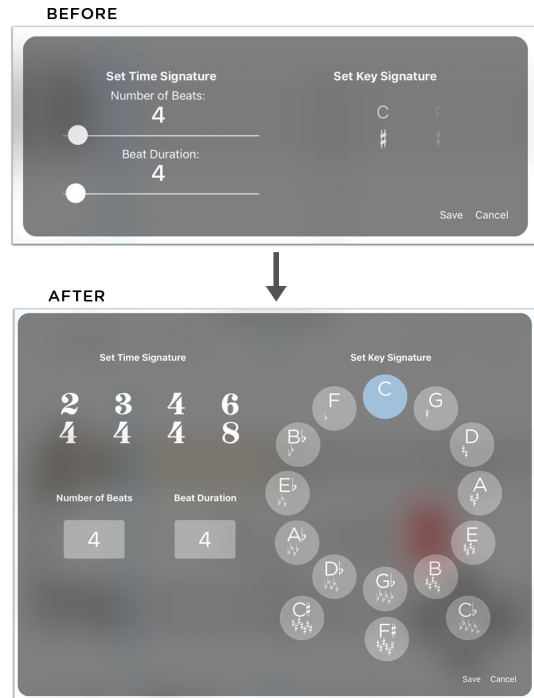 BEFORE
Set Time Signature
Number of Beats:
4
Beat Duration:
4
Set Key Signature
C F
♯ ♯
Save Cancel
AFTER
Set Time Signature
2 3 4 6
4 4 4 8
Number of Beats Beat Duration
4 4
Set Key Signature
C
F G
♭ ♯
B♭ D
♭♭ ♯♯
E♭ A
♭♭♭ ♯♯♯
A♭ E
♭♭♭♭ ♯♯♯♯
D♭ G♭ B
C♯ F♯ C♭
Save Cancel